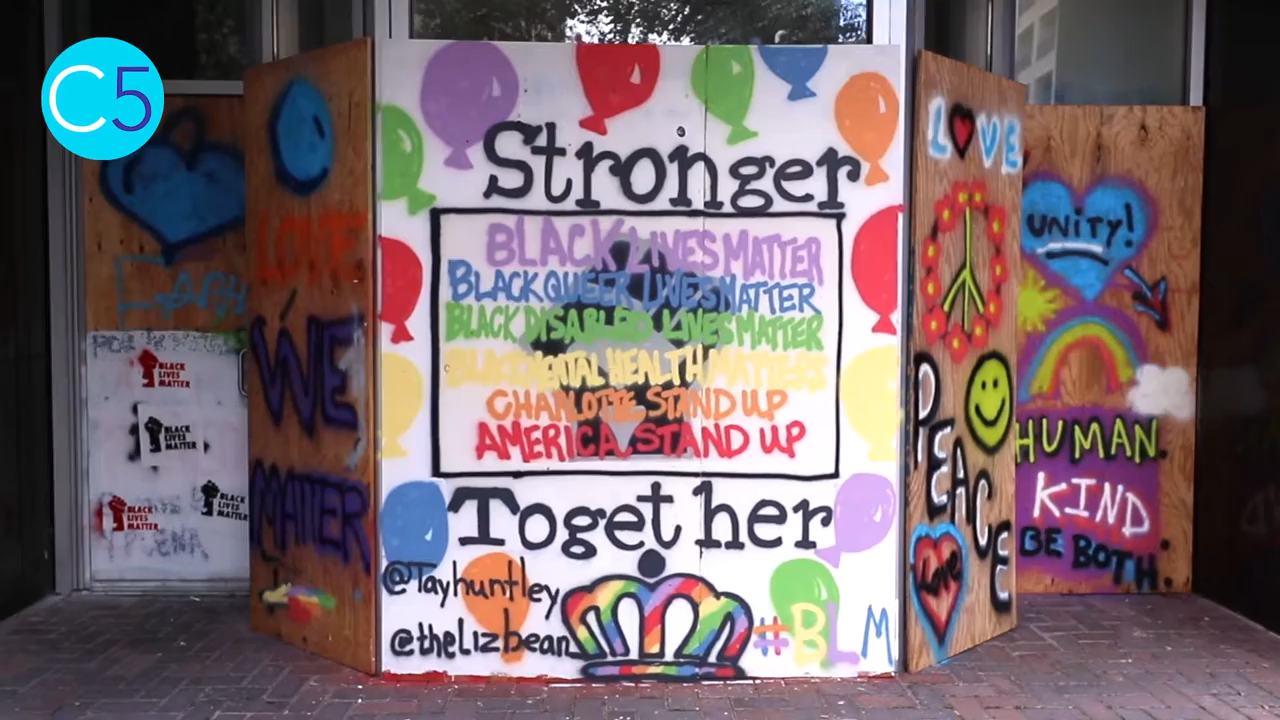 C5
LOVE
WE
MATTER
BLACK
LIVES
MATTER
BLACK
LIVES
MATTER
BLACK
LIVES
MATTER
BLACK
LIVES
MATTER
Stronger
BLACK LIVES MATTER
BLACK QUEER LIVES MATTER
BLACK DISABLED LIVES MATTER
MENTAL HEALTH MATTERS
CHARLOTTE STAND UP
AMERICA STAND UP
Together
@Tayhuntley
@theLizbean
#BLM
LOVE
PEACE
Love
UNITY!
HUMAN.
KIND
BE BOTH.